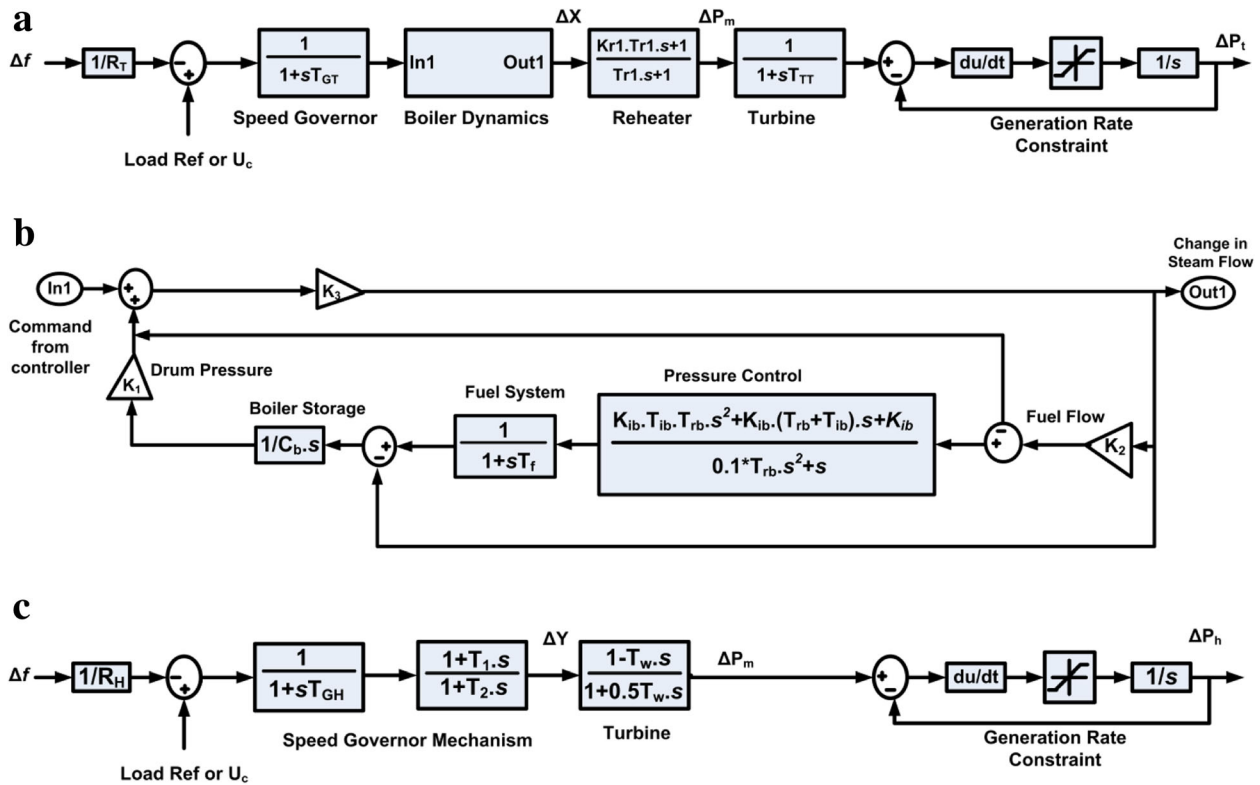 a
Δf
1/R_T
−
+
Load Ref or U_c
1
1+sT_GT
Speed Governor
In1 Out1
Boiler Dynamics
ΔX
Kr1.Tr1.s+1
Tr1.s+1
Reheater
ΔP_m
1
1+sT_TT
Turbine
+
−
du/dt
1/s
ΔP_t
Generation Rate
Constraint
b
In1
Command
from
controller
+
+
K_3
Change in
Steam Flow
Out1
K_1
Drum Pressure
Boiler Storage
1/C_b.s
+
−
Fuel System
1
1+sT_f
Pressure Control
K_ib.T_ib.T_rb.s²+K_ib.(T_rb+T_ib).s+K_ib
0.1*T_rb.s²+s
−
+
Fuel Flow
K_2
c
Δf
1/R_H
−
+
Load Ref or U_c
1
1+sT_GH
1+T_1.s
1+T_2.s
Speed Governor Mechanism
ΔY
1-T_w.s
1+0.5T_w.s
Turbine
ΔP_m
+
−
du/dt
1/s
ΔP_h
Generation Rate
Constraint